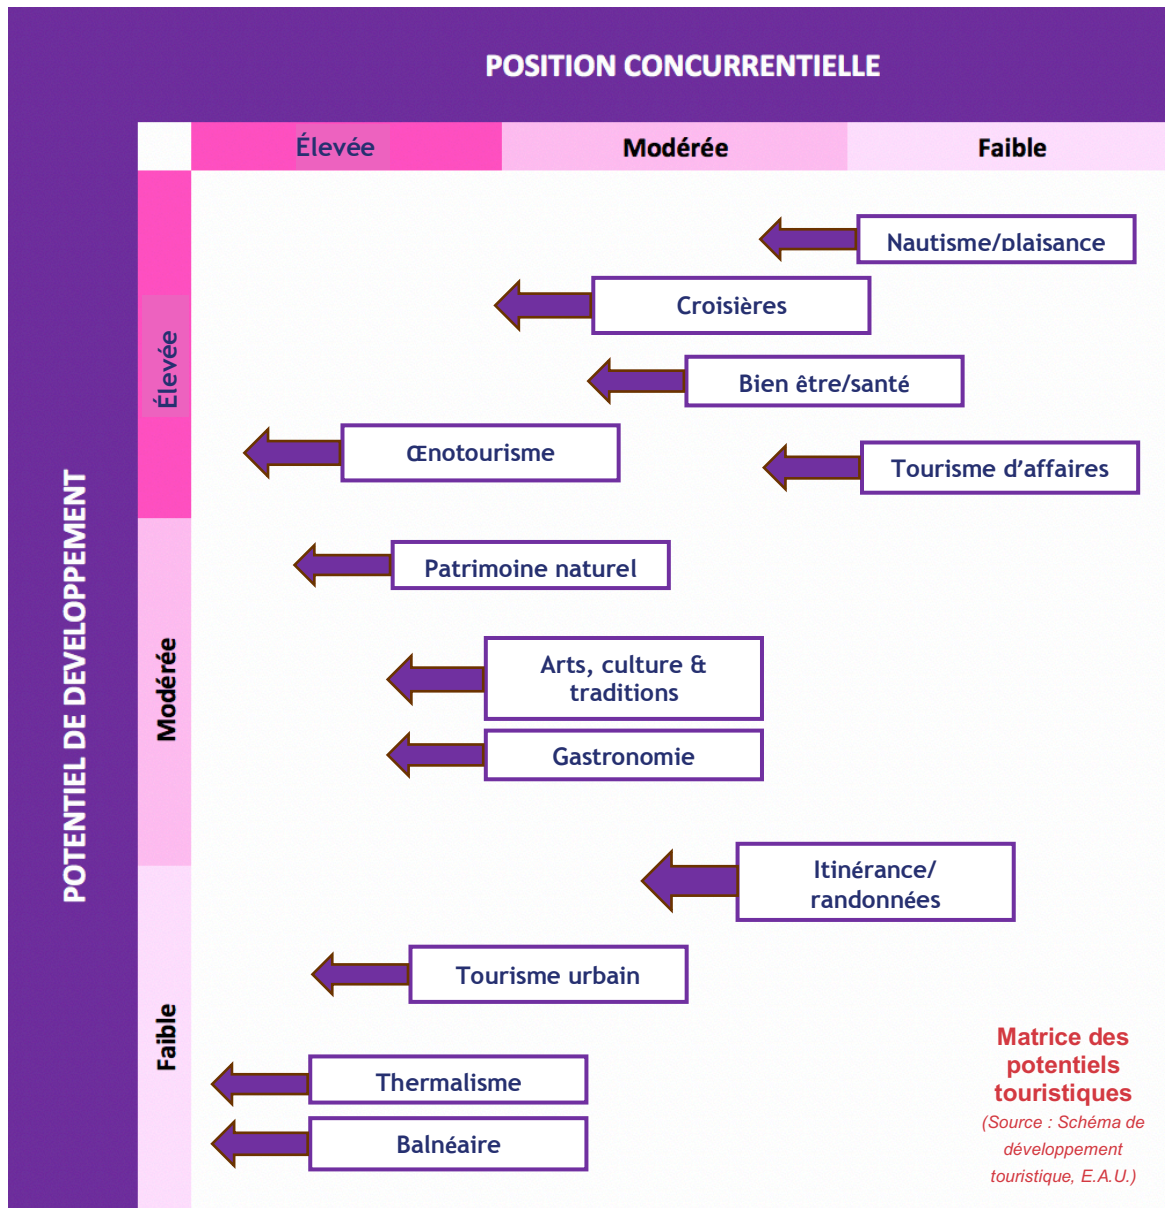 POSITION CONCURRENTIELLE
Élevée
Modérée
Faible
POTENTIEL DE DEVELOPPEMENT
Élevée
Modérée
Faible
Nautisme/plaisance
Croisières
Bien être/santé
Œnotourisme
Tourisme d'affaires
Patrimoine naturel
Arts, culture &
traditions
Gastronomie
Itinérance/
randonnées
Tourisme urbain
Thermalisme
Balnéaire
Matrice des
potentiels
touristiques
(Source : Schéma de
développement
touristique, E.A.U.)